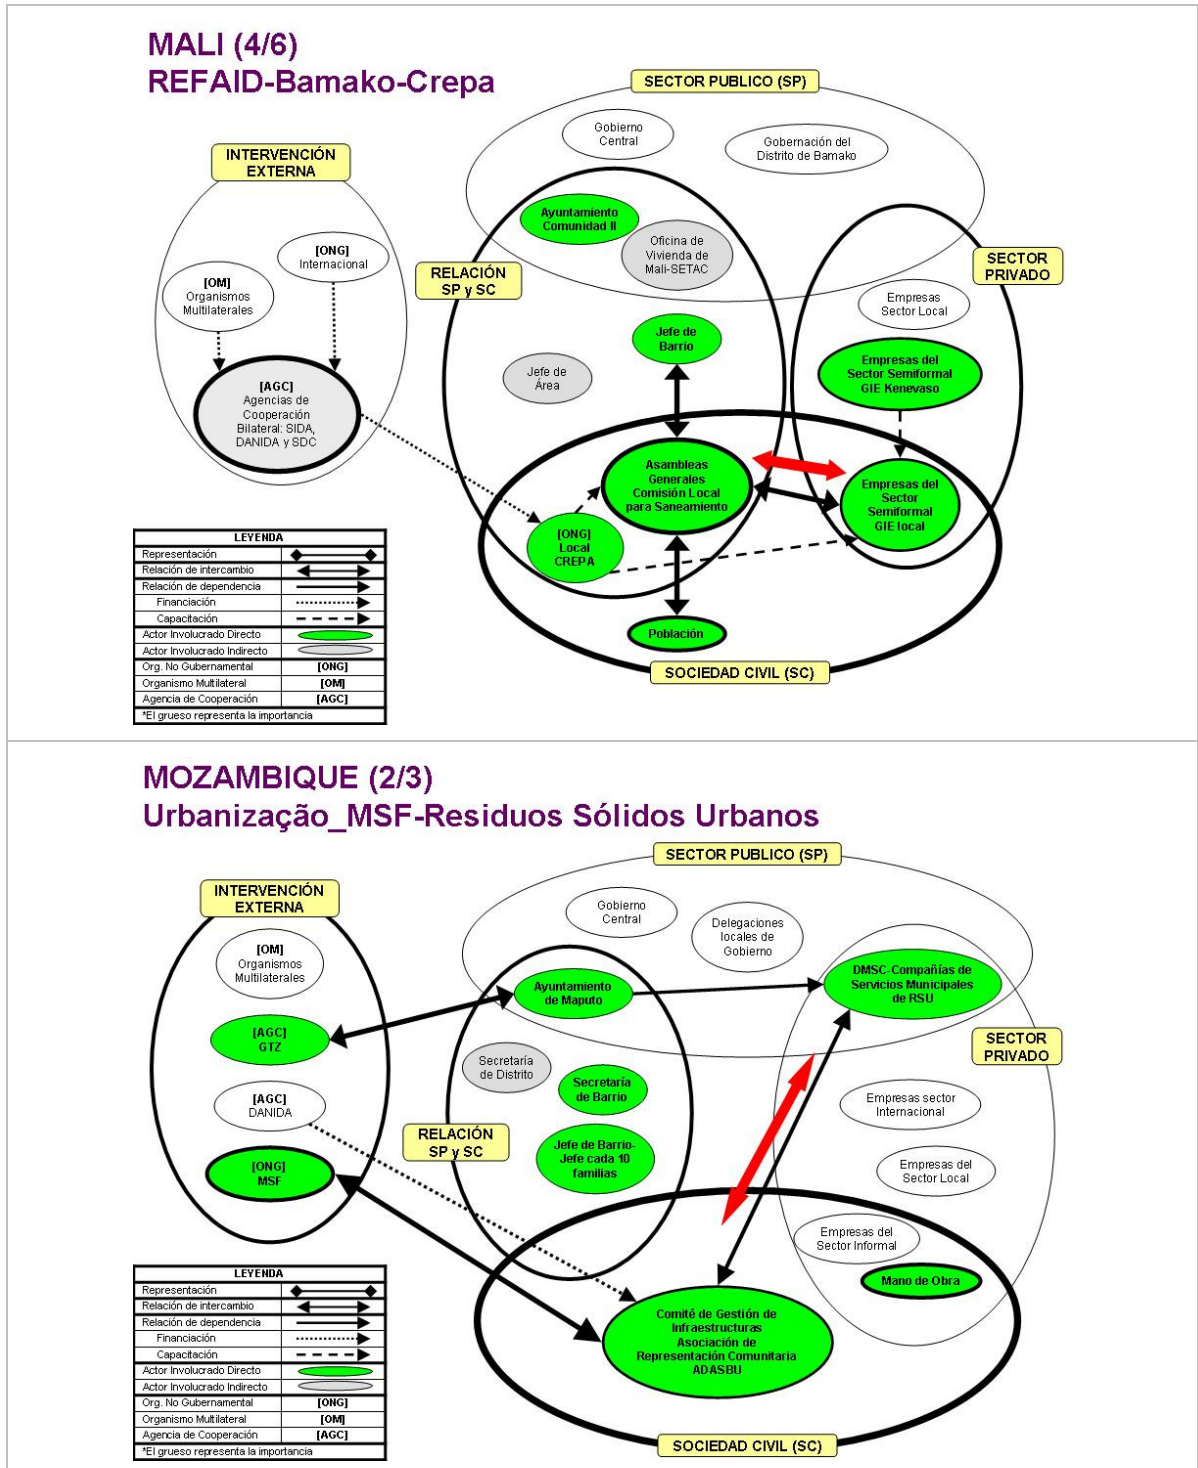 MALI (4/6)
REFAID-Bamako-Crepa
SECTOR PUBLICO (SP)
Gobierno
Central
Gobernación del
Distrito de Bamako
INTERVENCIÓN
EXTERNA
Ayuntamiento
Comunidad II
Oficina de
Vivienda de
Mali-SETAC
[ONG]
Internacional
[OM]
Organismos
Multilaterales
RELACIÓN
SP y SC
SECTOR
PRIVADO
Empresas
Sector Local
Jefe de
Barrio
Jefe de
Área
Empresas del
Sector Semiformal
GIE Kenevaso
[AGC]
Agencias de
Cooperación
Bilateral: SIDA,
DANIDA y SDC
Asambleas
Generales
Comisión Local
para Saneamiento
Empresas del
Sector
Semiformal
GIE local
[ONG]
Local
CREPA
Población
SOCIEDAD CIVIL (SC)
LEYENDA
Representación
Relación de intercambio
Relación de dependencia
Financiación
Capacitación
Actor Involucrado Directo
Actor Involucrado Indirecto
Org. No Gubernamental [ONG]
Organismo Multilateral [OM]
Agencia de Cooperación [AGC]
*El grueso representa la importancia
MOZAMBIQUE (2/3)
Urbanização_MSF-Residuos Sólidos Urbanos
SECTOR PUBLICO (SP)
INTERVENCIÓN
EXTERNA
Gobierno
Central
Delegaciones
locales de
Gobierno
[OM]
Organismos
Multilaterales
Ayuntamiento
de Maputo
DMSC-Compañías de
Servicios Municipales
de RSU
[AGC]
GTZ
SECTOR
PRIVADO
Secretaría
de Distrito
Secretaría
de Barrio
[AGC]
DANIDA
Empresas sector
Internacional
RELACIÓN
SP y SC
Jefe de Barrio-
Jefe cada 10
familias
[ONG]
MSF
Empresas del
Sector Local
Empresas del
Sector Informal
Mano de Obra
Comité de Gestión de
Infraestructuras
Asociación de
Representación Comunitaria
ADASBU
SOCIEDAD CIVIL (SC)
LEYENDA
Representación
Relación de intercambio
Relación de dependencia
Financiación
Capacitación
Actor Involucrado Directo
Actor Involucrado Indirecto
Org. No Gubernamental [ONG]
Organismo Multilateral [OM]
Agencia de Cooperación [AGC]
*El grueso representa la importancia